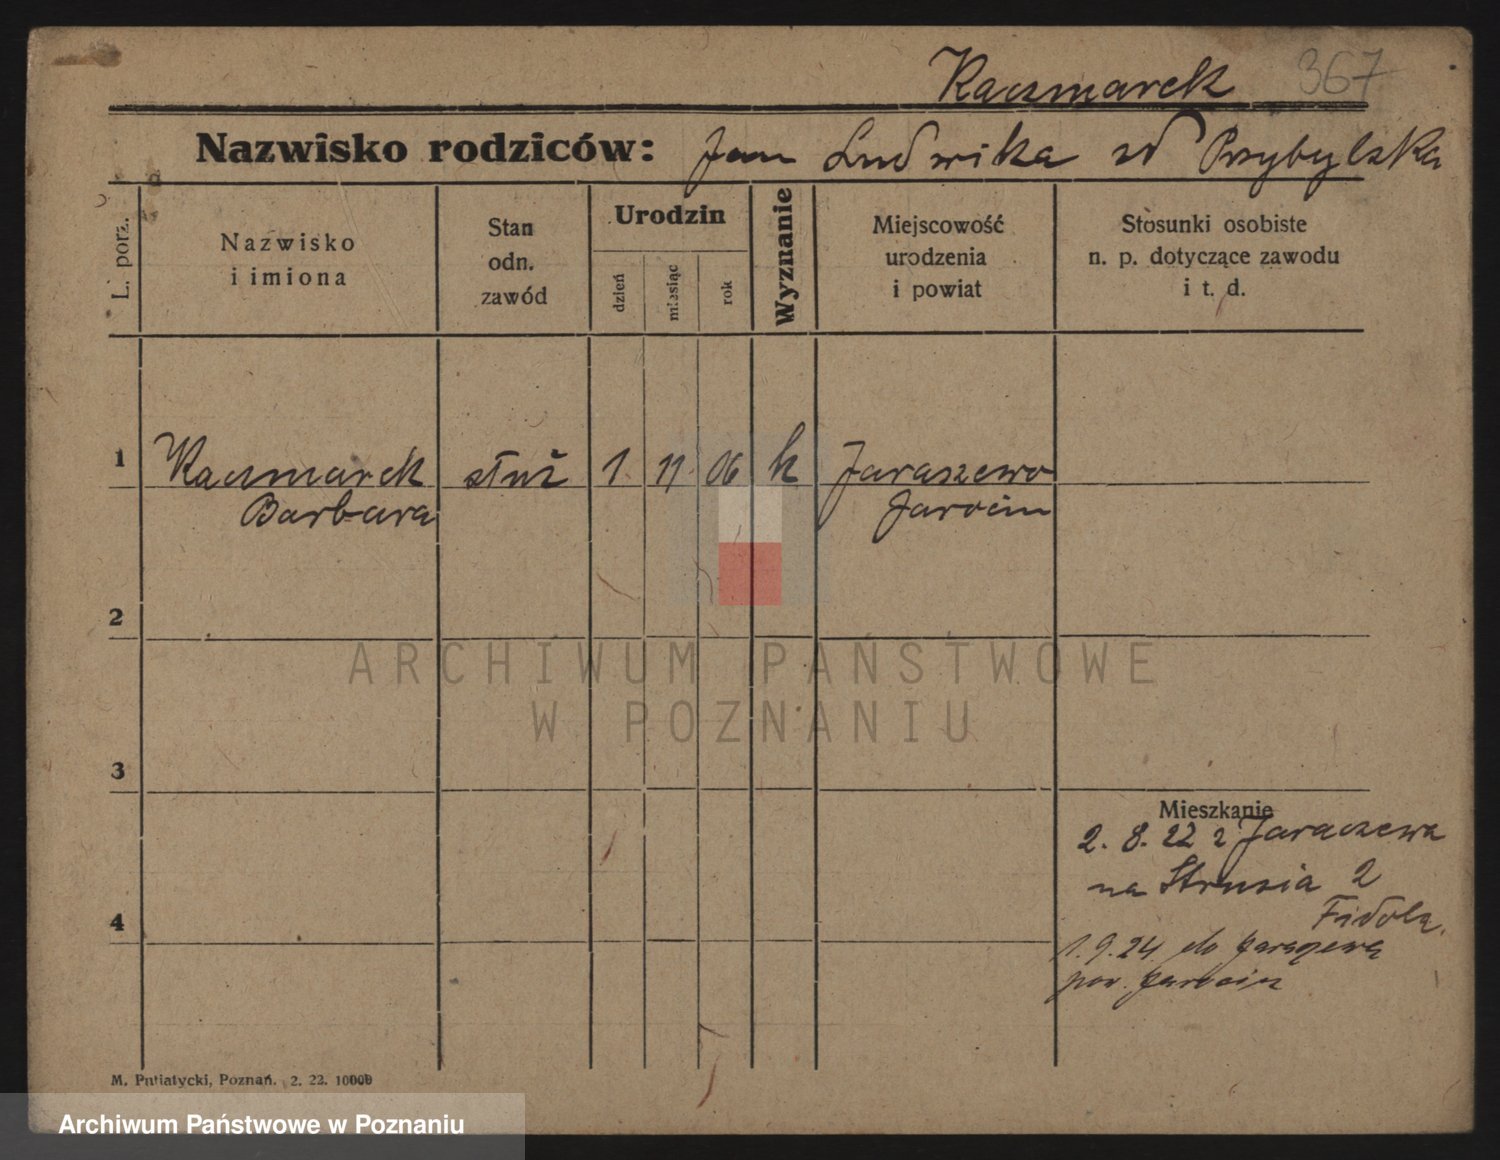 Kaczmarek 367
Nazwisko rodziców: Jan Ludwika zd Przybylska
L. porz.
Nazwisko
i imiona
Stan
odn.
zawód
Urodzin
dzień
miesiąc
rok
Wyznanie
Miejscowość
urodzenia
i powiat
Stosunki osobiste
n. p. dotyczące zawodu
i t. d.
1 Kaczmarek służ 1. 11. 06 k Jaraszewo
Barbara Jarocin
2
ARCHIWUM PAŃSTWOWE
W POZNANIU
3
Mieszkanie
2. 8. 22 z Jaraczewa
na Strusia 2
4
1.9.24 do
pow. Jarocin
M. Putiatycki, Poznań. 2. 22. 10000
Archiwum Państwowe w Poznaniu